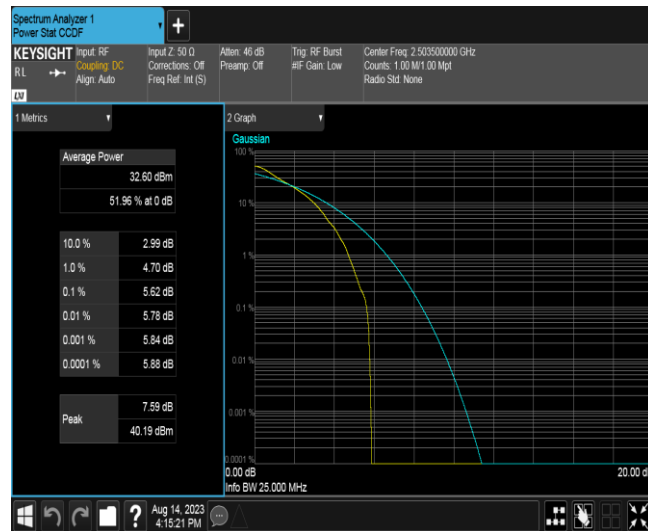 Spectrum Analyzer 1
Power Stat CCDF
KEYSIGHT
RL
LXI
Input: RF
Coupling: DC
Align: Auto
Input Z: 50 Ω
Corrections: Off
Freq Ref: Int (S)
Atten: 46 dB
Preamp: Off
Trig: RF Burst
#IF Gain: Low
Center Freq: 2.503500000 GHz
Counts: 1.00 M/1.00 Mpt
Radio Std: None
1 Metrics
Average Power
32.60 dBm
51.96 % at 0 dB
10.0 % 2.99 dB
1.0 % 4.70 dB
0.1 % 5.62 dB
0.01 % 5.78 dB
0.001 % 5.84 dB
0.0001 % 5.88 dB
Peak
7.59 dB
40.19 dBm
2 Graph
Gaussian
100 %
10 %
1 %
0.1 %
0.01 %
0.001 %
0.0001 %
0.00 dB
20.00 d
Info BW 25.000 MHz
Aug 14, 2023
4:15:21 PM